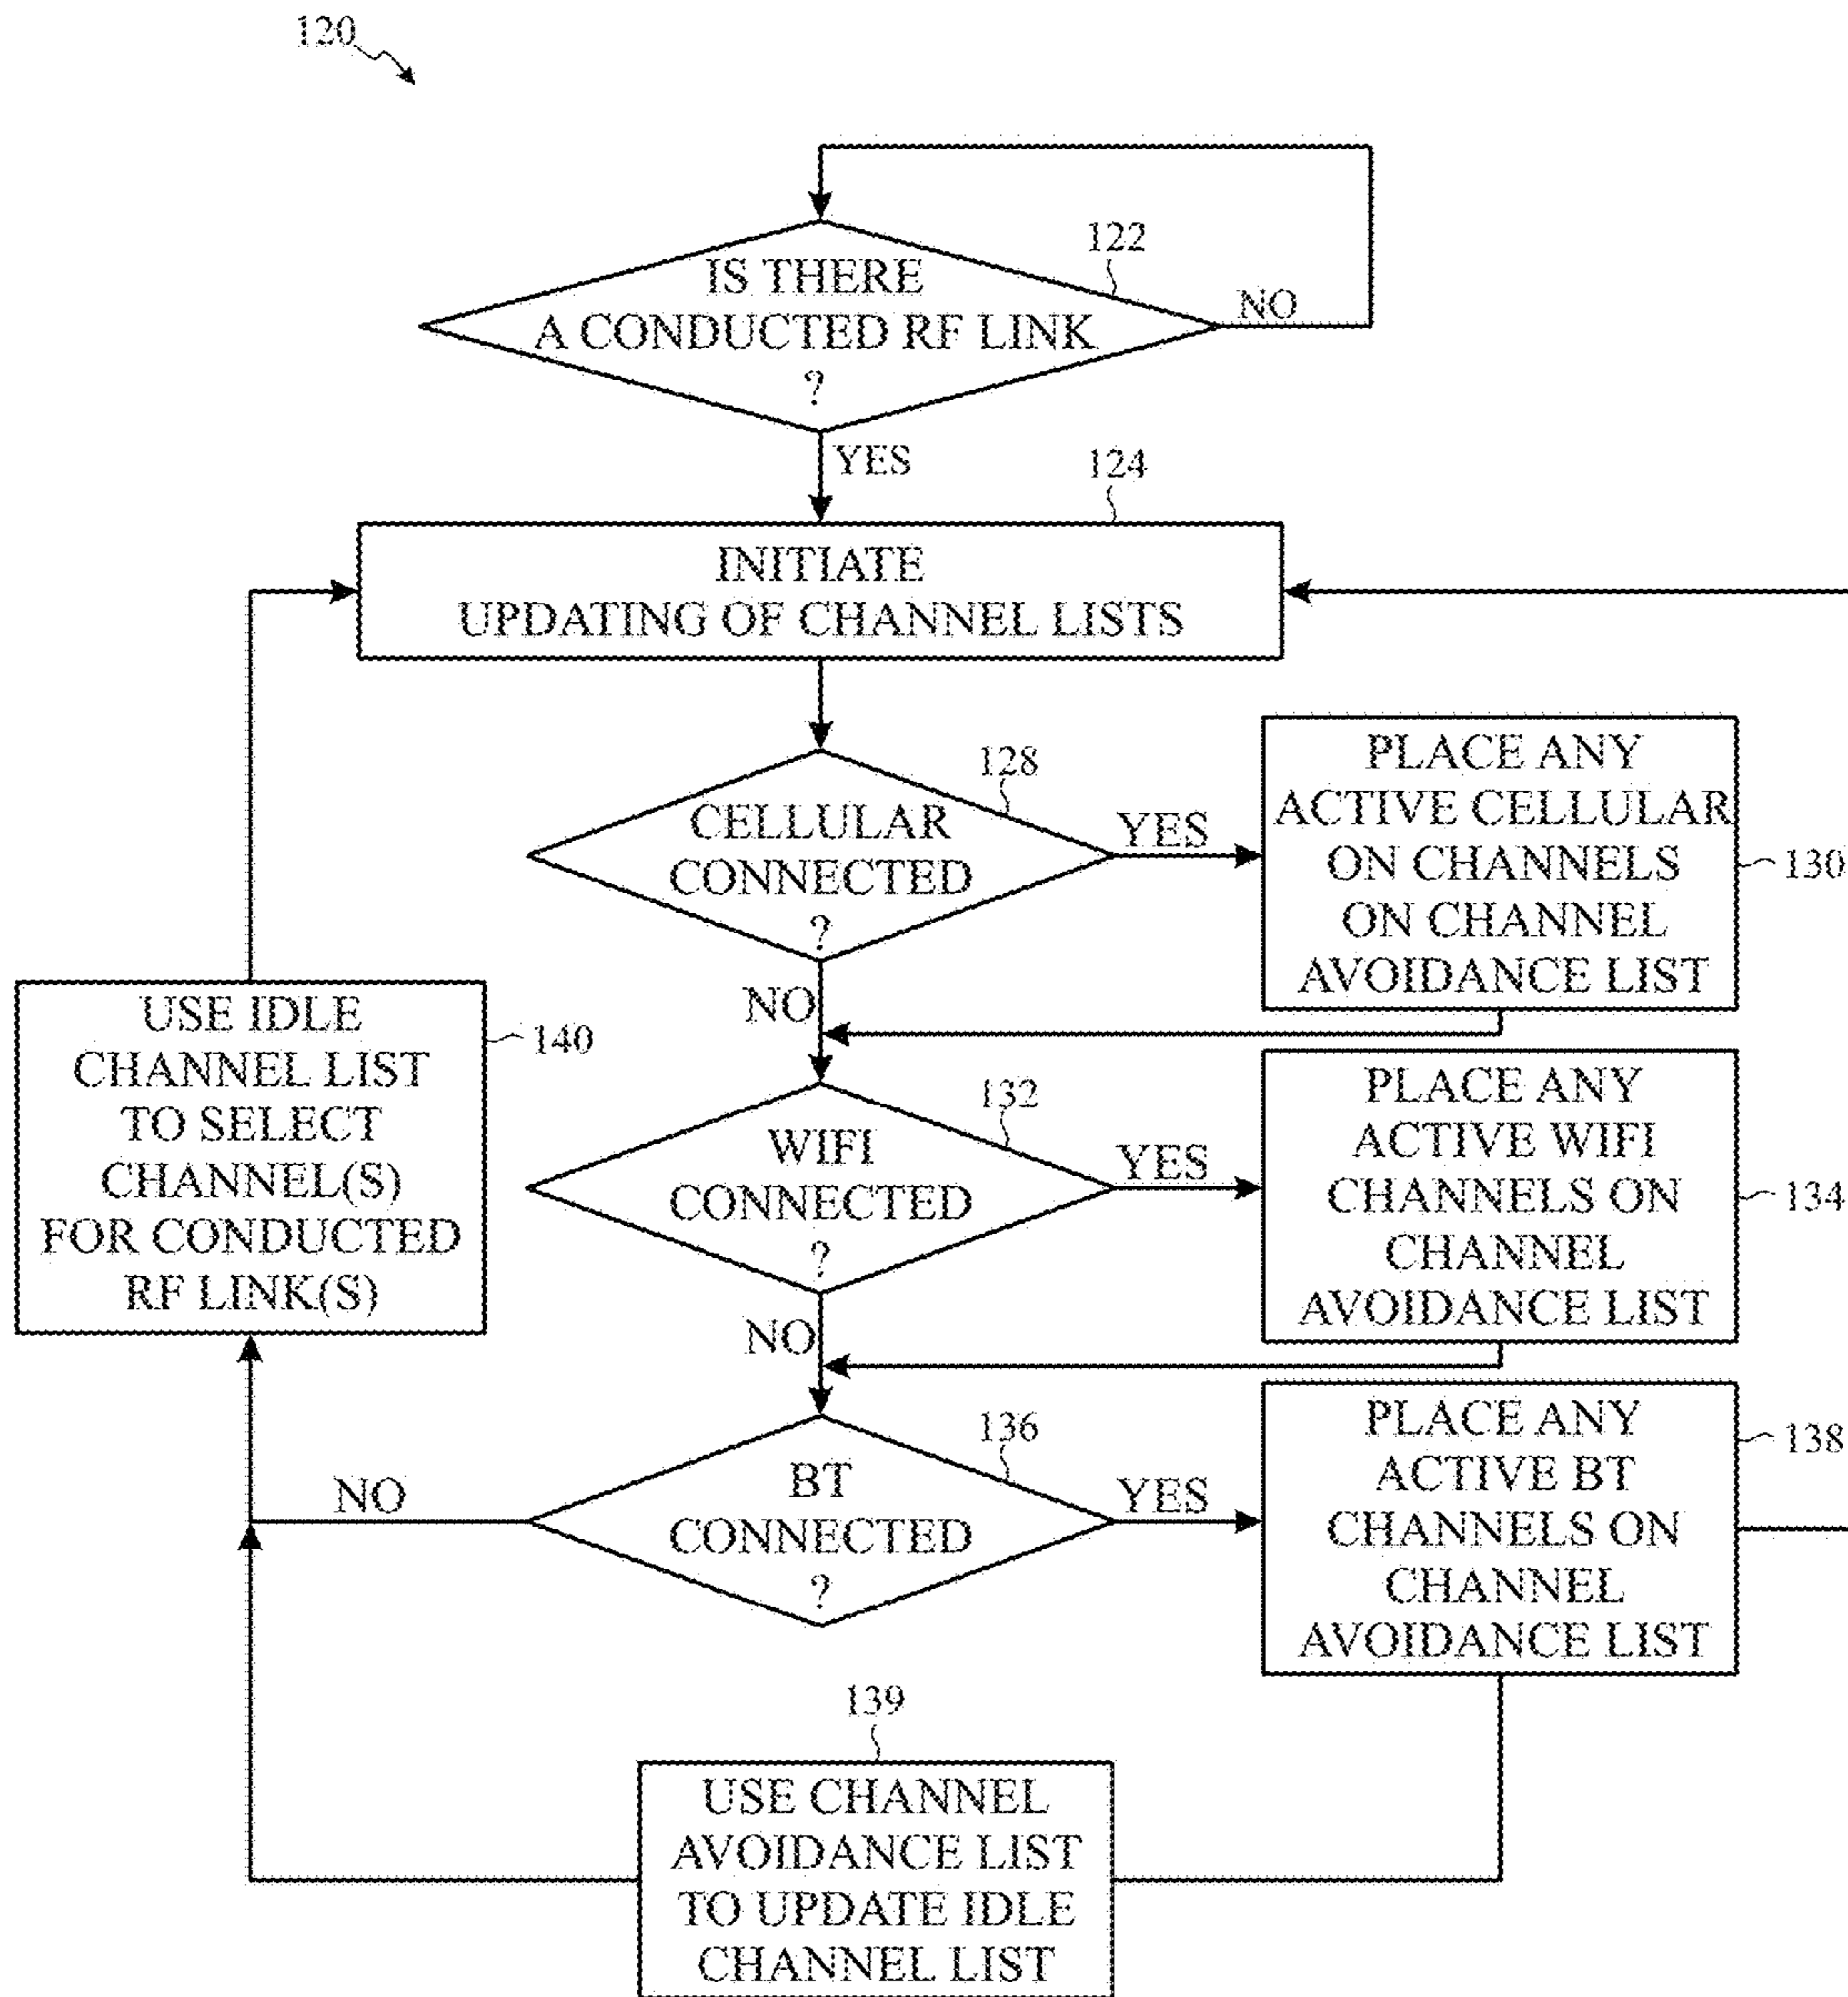 120
122
IS THERE
A CONDUCTED RF LINK
?
NO
YES
124
INITIATE
UPDATING OF CHANNEL LISTS
128
CELLULAR
CONNECTED
?
YES
NO
PLACE ANY
ACTIVE CELLULAR
ON CHANNELS
ON CHANNEL
AVOIDANCE LIST
130
132
WIFI
CONNECTED
?
YES
NO
PLACE ANY
ACTIVE WIFI
CHANNELS ON
CHANNEL
AVOIDANCE LIST
134
USE IDLE
CHANNEL LIST
TO SELECT
CHANNEL(S)
FOR CONDUCTED
RF LINK(S)
140
136
BT
CONNECTED
?
NO
YES
PLACE ANY
ACTIVE BT
CHANNELS ON
CHANNEL
AVOIDANCE LIST
138
139
USE CHANNEL
AVOIDANCE LIST
TO UPDATE IDLE
CHANNEL LIST